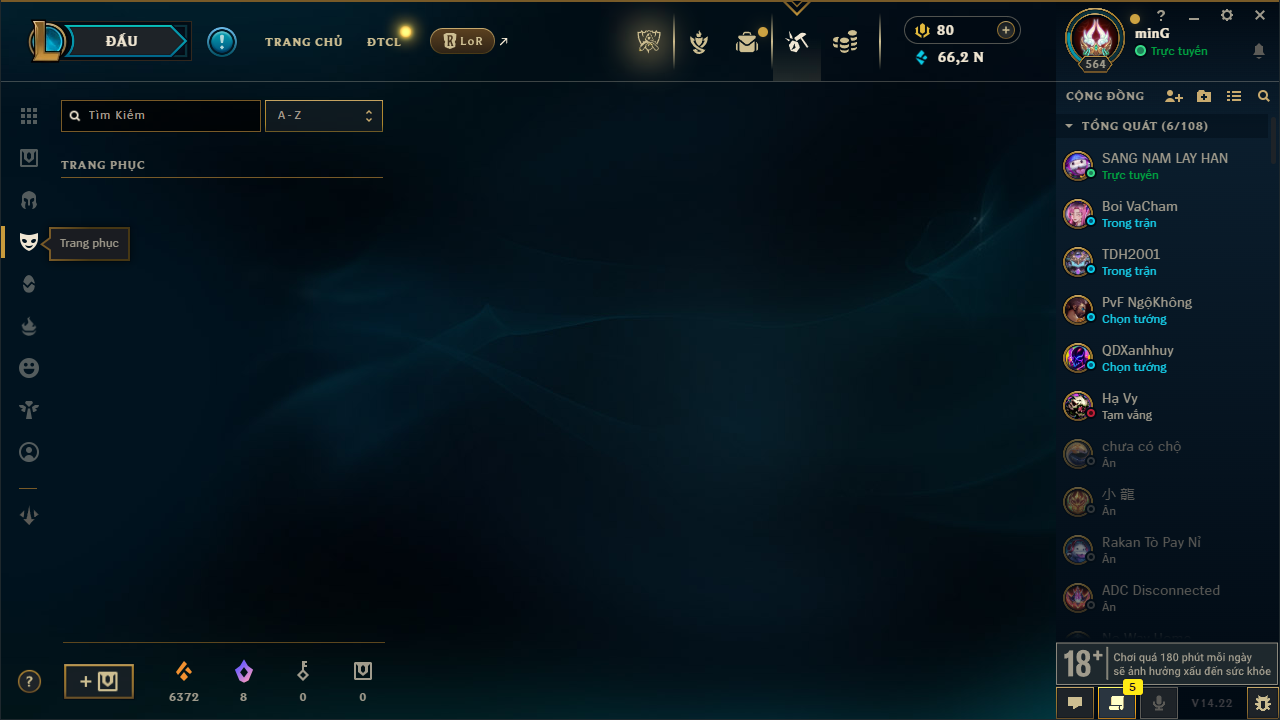 ĐẤU
TRANG CHỦ
ĐTCL
LoR
80
66,2 N
564
minG
Trực tuyến
CỘNG ĐỒNG
TỔNG QUÁT (6/108)
Tìm Kiếm
A - Z
TRANG PHỤC
Trang phục
SANG NAM LAY HAN
Trực tuyến
Boi VaCham
Trong trận
TDH2001
Trong trận
PvF NgộKhông
Chọn tướng
QDXanhhuy
Chọn tướng
Hạ Vy
Tạm vắng
chưa có chộ
Ẩn
小 龍
Ẩn
Rakan Tò Pay Nỉ
Ẩn
ADC Disconnected
Ẩn
6372
8
0
0
18+
Chơi quá 180 phút mỗi ngày
sẽ ảnh hưởng xấu đến sức khỏe
5
V14.22